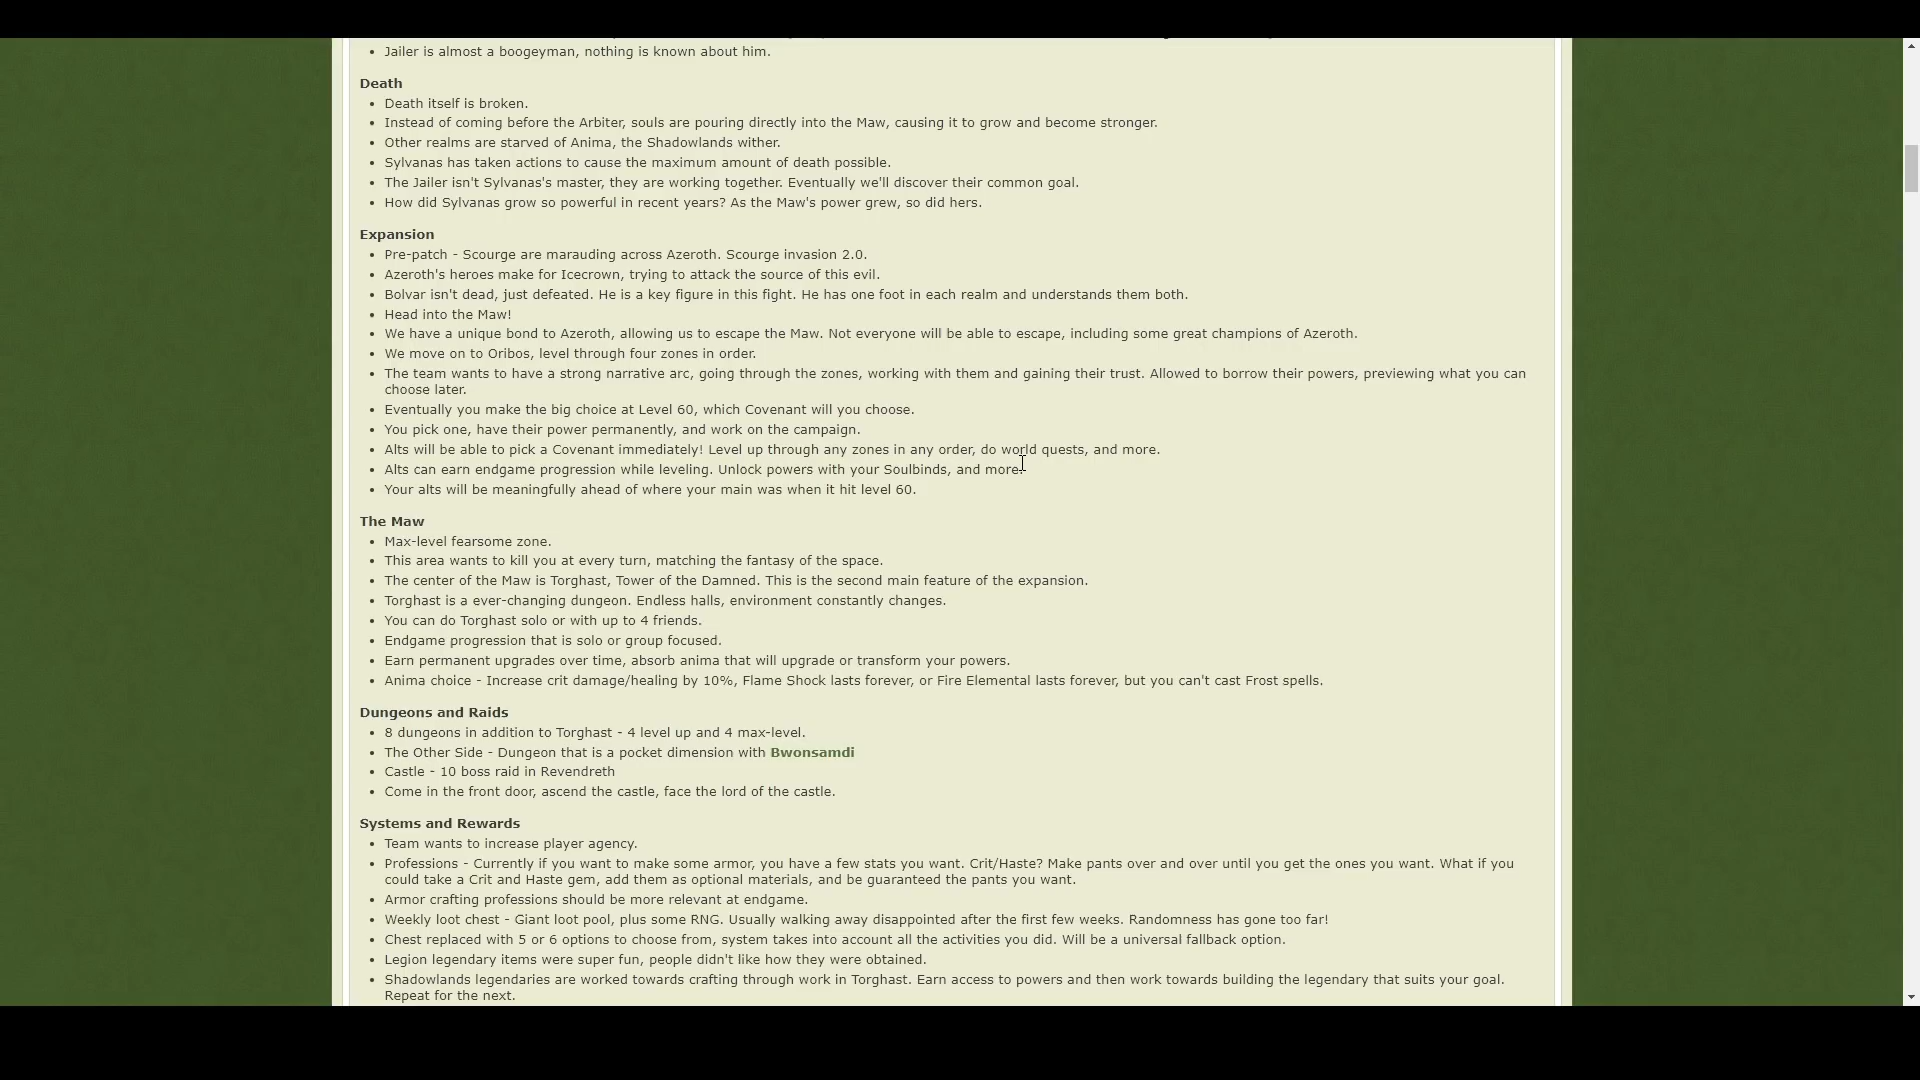 Jailer is almost a boogeyman, nothing is known about him.
Death
Death itself is broken.
Instead of coming before the Arbiter, souls are pouring directly into the Maw, causing it to grow and become stronger.
Other realms are starved of Anima, the Shadowlands wither.
Sylvanas has taken actions to cause the maximum amount of death possible.
The Jailer isn't Sylvanas's master, they are working together. Eventually we'll discover their common goal.
How did Sylvanas grow so powerful in recent years? As the Maw's power grew, so did hers.
Expansion
Pre-patch - Scourge are marauding across Azeroth. Scourge invasion 2.0.
Azeroth's heroes make for Icecrown, trying to attack the source of this evil.
Bolvar isn't dead, just defeated. He is a key figure in this fight. He has one foot in each realm and understands them both.
Head into the Maw!
We have a unique bond to Azeroth, allowing us to escape the Maw. Not everyone will be able to escape, including some great champions of Azeroth.
We move on to Oribos, level through four zones in order.
The team wants to have a strong narrative arc, going through the zones, working with them and gaining their trust. Allowed to borrow their powers, previewing what you can
choose later.
Eventually you make the big choice at Level 60, which Covenant will you choose.
You pick one, have their power permanently, and work on the campaign.
Alts will be able to pick a Covenant immediately! Level up through any zones in any order, do world quests, and more.
Alts can earn endgame progression while leveling. Unlock powers with your Soulbinds, and more.
Your alts will be meaningfully ahead of where your main was when it hit level 60.
The Maw
Max-level fearsome zone.
This area wants to kill you at every turn, matching the fantasy of the space.
The center of the Maw is Torghast, Tower of the Damned. This is the second main feature of the expansion.
Torghast is a ever-changing dungeon. Endless halls, environment constantly changes.
You can do Torghast solo or with up to 4 friends.
Endgame progression that is solo or group focused.
Earn permanent upgrades over time, absorb anima that will upgrade or transform your powers.
Anima choice - Increase crit damage/healing by 10%, Flame Shock lasts forever, or Fire Elemental lasts forever, but you can't cast Frost spells.
Dungeons and Raids
8 dungeons in addition to Torghast - 4 level up and 4 max-level.
The Other Side - Dungeon that is a pocket dimension with Bwonsamdi
Castle - 10 boss raid in Revendreth
Come in the front door, ascend the castle, face the lord of the castle.
Systems and Rewards
Team wants to increase player agency.
Professions - Currently if you want to make some armor, you have a few stats you want. Crit/Haste? Make pants over and over until you get the ones you want. What if you
could take a Crit and Haste gem, add them as optional materials, and be guaranteed the pants you want.
Armor crafting professions should be more relevant at endgame.
Weekly loot chest - Giant loot pool, plus some RNG. Usually walking away disappointed after the first few weeks. Randomness has gone too far!
Chest replaced with 5 or 6 options to choose from, system takes into account all the activities you did. Will be a universal fallback option.
Legion legendary items were super fun, people didn't like how they were obtained.
Shadowlands legendaries are worked towards crafting through work in Torghast. Earn access to powers and then work towards building the legendary that suits your goal.
Repeat for the next.